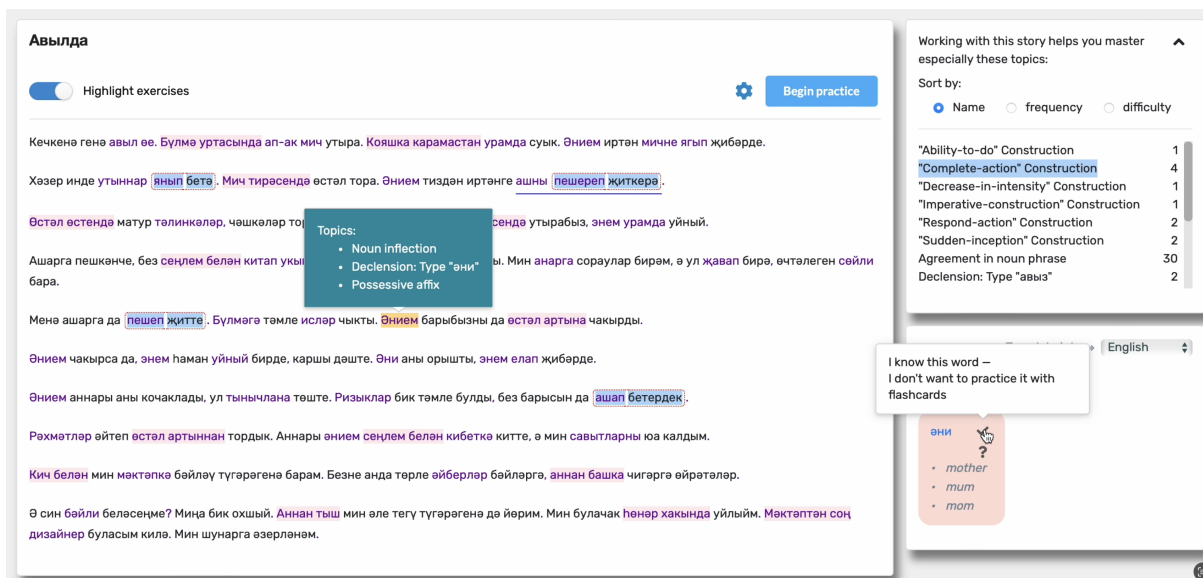 Авылда
Highlight exercises
Begin practice
Кечкенә генә авыл өе. Бүлмә уртасында ап-ак мич утыра. Кояшка карамастан урамда суык. Әнием иртән мичне ягып җибәрде.
Хәзер инде утыннар янып бетә. Мич тирәсендә өстәл тора. Әнием тиздән иртәнге ашны пешереп җиткерә.
Өстәл өстендә матур тәлинкәләр, чәшкәләр тор сендә утырабыз, энем урамда уйный.
Ашарга пешкәнче, без сеңлем белән китап укы ы. Мин анарга сораулар бирәм, ә ул җавап бирә, өчтәлеген сөйли
бара.
Менә ашарга да пешеп җитте. Бүлмәгә тәмле исләр чыкты. Әнием барыбызны да өстәл артына чакырды.
Әнием чакырса да, энем һаман уйный бирде, каршы дәште. Әни аны орышты, энем елап җибәрде.
Әнием аннары аны кочаклады, ул тынычлана төште. Ризыклар бик тәмле булды, без барысын да ашап бетердек.
Рәхмәтләр әйтеп өстәл артыннан тордык. Аннары әнием сеңлем белән кибеткә китте, ә мин савытларны юа калдым.
Кич белән мин мәктәпкә бәйләү түгәрәгенә барам. Безне анда төрле әйберләр бәйләргә, аннан башка чигәргә өйрәтәләр.
Ә син бәйли беләсеңме? Миңа бик охшый. Аннан тыш мин әле тегү түгәрәгенә дә йөрим. Мин булачак һөнәр хакында уйлыйм. Мәктәптән соң
дизайнер буласым килә. Мин шунарга әзерләнәм.
Topics:
• Noun inflection
• Declension: Type "әни"
• Possessive affix
Working with this story helps you master
especially these topics:
Sort by:
Name frequency difficulty
"Ability-to-do" Construction 1
"Complete-action" Construction 4
"Decrease-in-intensity" Construction 1
"Imperative-construction" Construction 1
"Respond-action" Construction 2
"Sudden-inception" Construction 2
Agreement in noun phrase 30
Declension: Type "авыз" 2
English
I know this word —
I don't want to practice it with
flashcards
әни
?
• mother
• mum
• mom